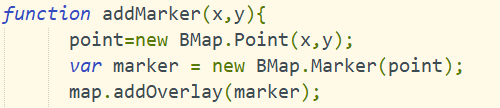 function addMarker(x,y){
point=new BMap.Point(x,y);
var marker = new BMap.Marker(point);
map.addOverlay(marker);